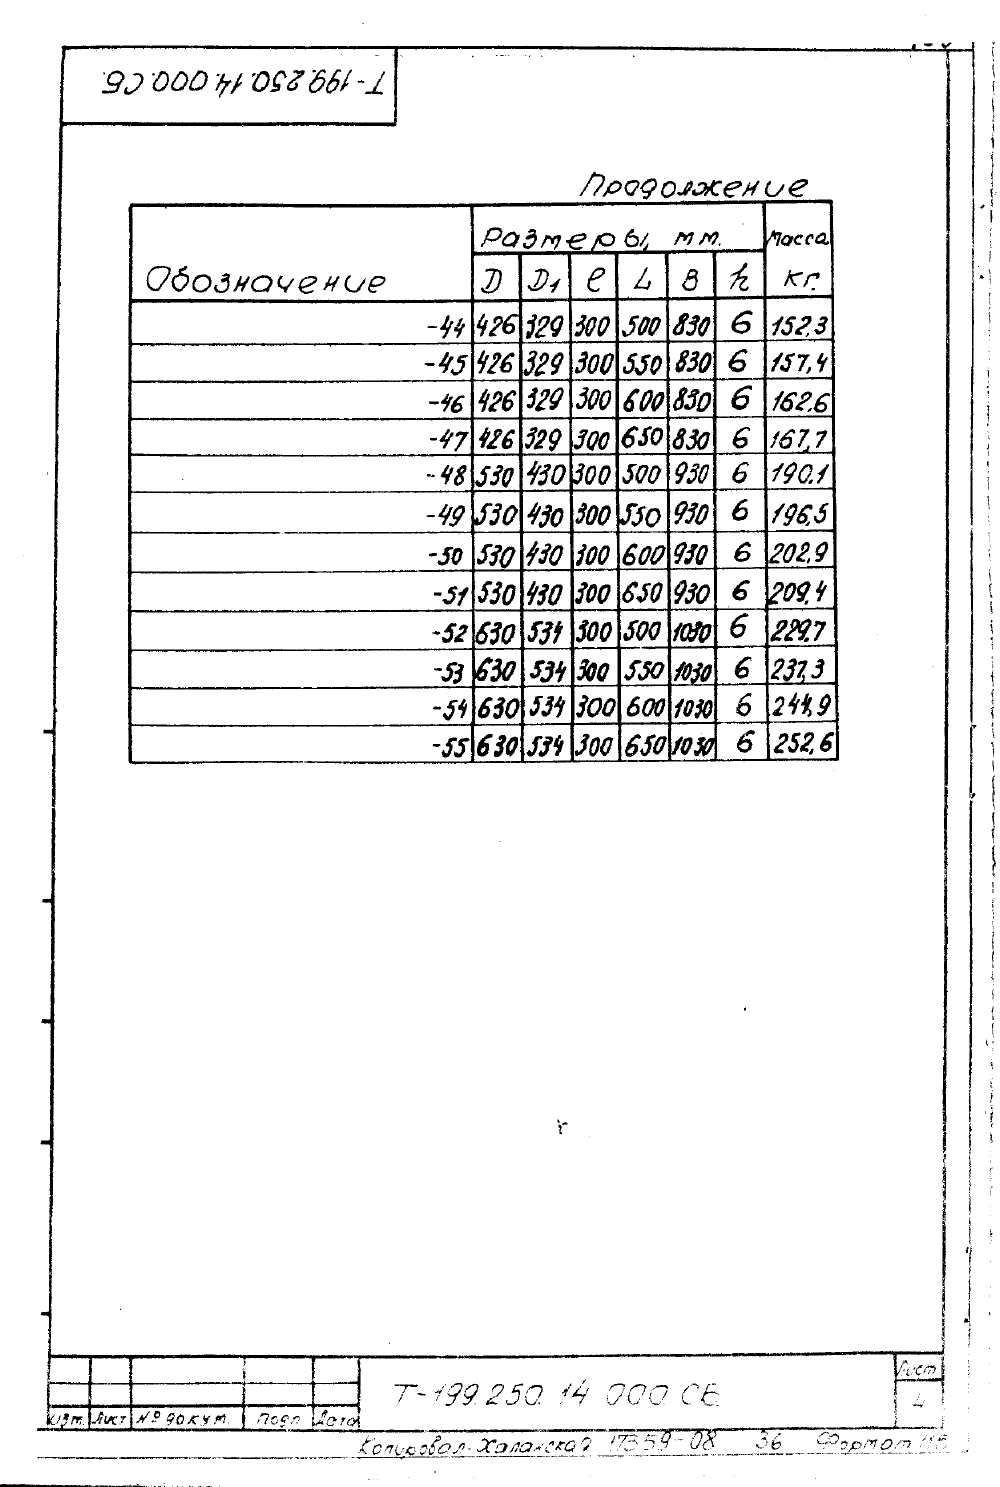 Т-199.250.14.000.СБ.
Продолжение
Обозначение
Размеры, мм.
Масса кг.
D D1 ℓ L B h
-44 426 329 300 500 830 6 152,3
-45 426 329 300 550 830 6 157,4
-46 426 329 300 600 830 6 162,6
-47 426 329 300 650 830 6 167,7
-48 530 430 300 500 930 6 190,1
-49 530 430 300 550 930 6 196,5
-50 530 430 300 600 930 6 202,9
-51 530 430 300 650 930 6 209,4
-52 630 534 300 500 1030 6 229,7
-53 630 534 300 550 1030 6 237,3
-54 630 534 300 600 1030 6 244,9
-55 630 534 300 650 1030 6 252,6
Т-199.250.14 000 СБ
Лист
4
Изм. Лист № докум. Подп Дата
Копировал- 17359-08 36 Формат